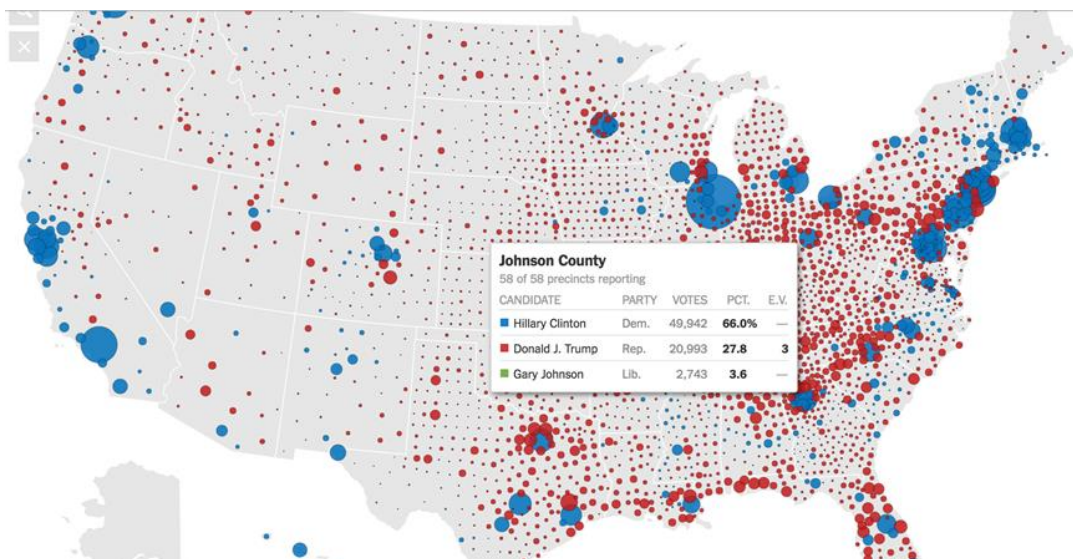 Johnson County
58 of 58 precincts reporting
CANDIDATE PARTY VOTES PCT. E.V.
Hillary Clinton Dem. 49,942 66.0% —
Donald J. Trump Rep. 20,993 27.8 3
Gary Johnson Lib. 2,743 3.6 —